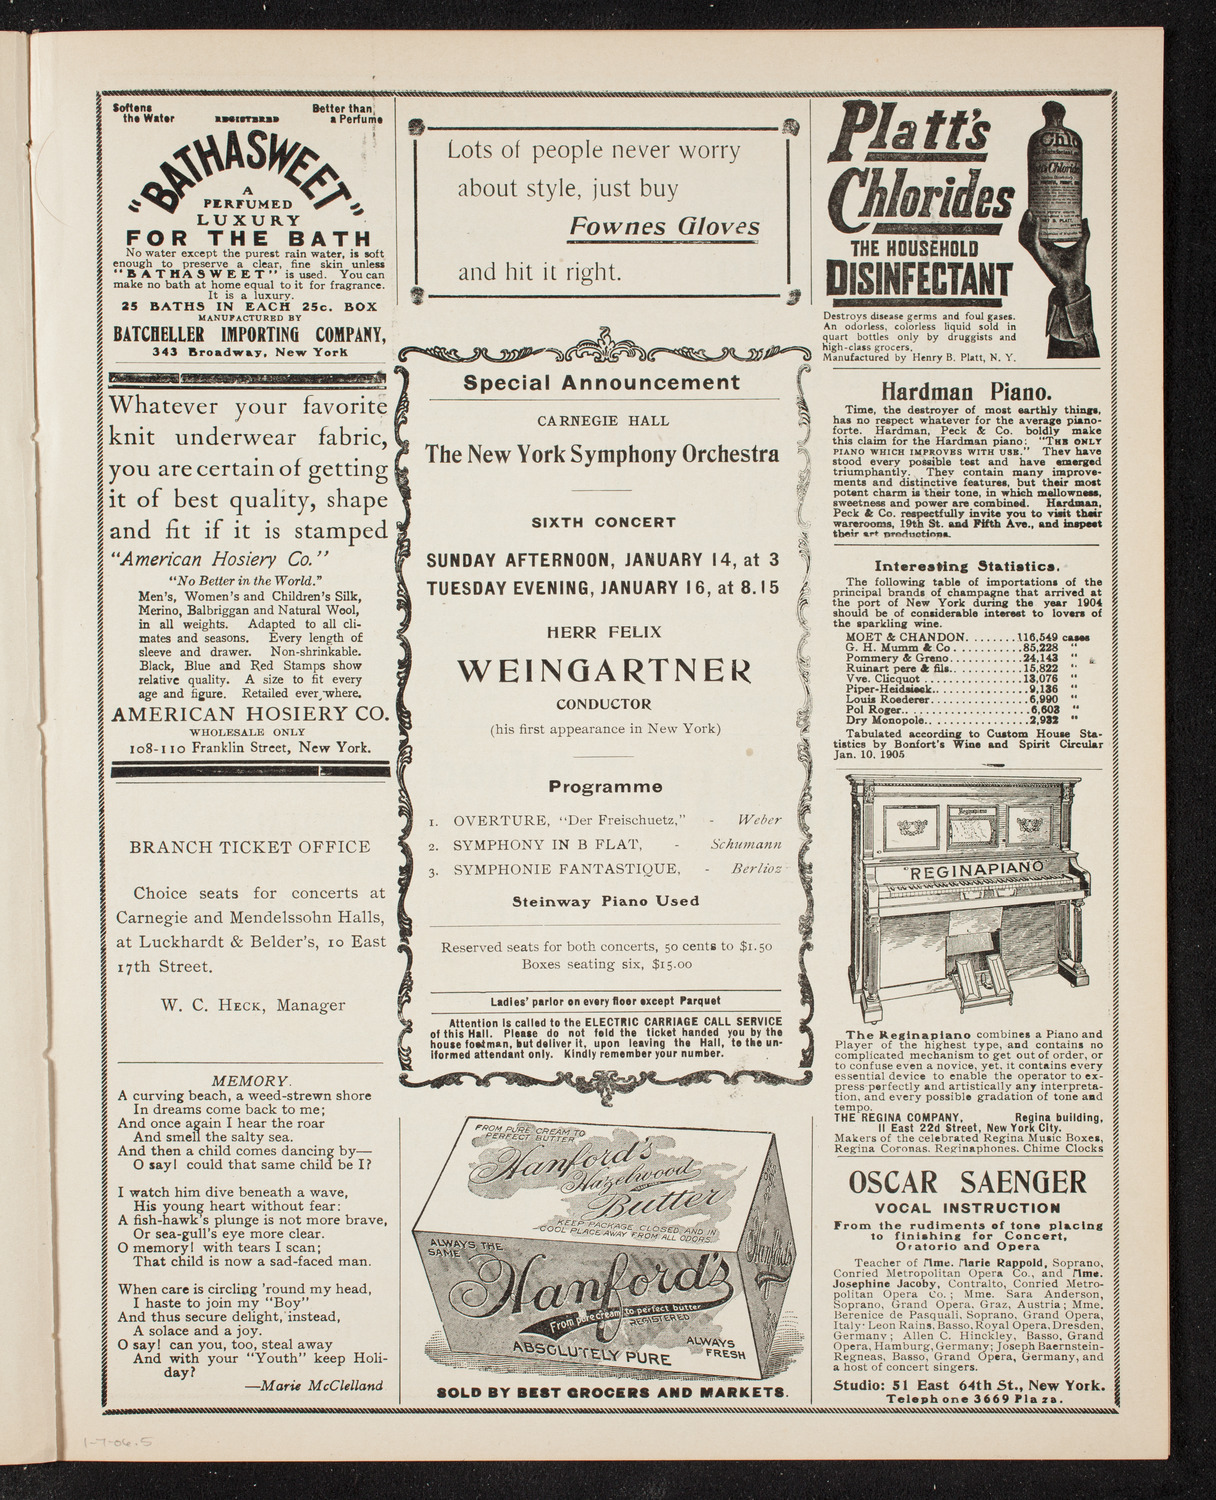 Softens
the Water
Better than
a Perfume
REGISTERED
"BATHASWEET"
A
PERFUMED
LUXURY
FOR THE BATH
No water except the purest rain water, is soft
enough to preserve a clear, fine skin unless
"BATHASWEET" is used. You can
make no bath at home equal to it for fragrance.
It is a luxury.
25 BATHS IN EACH 25c. BOX
MANUFACTURED BY
BATCHELLER IMPORTING COMPANY,
343 Broadway, New York
Whatever your favorite
knit underwear fabric,
you are certain of getting
it of best quality, shape
and fit if it is stamped
"American Hosiery Co."
"No Better in the World."
Men's, Women's and Children's Silk,
Merino, Balbriggan and Natural Wool,
in all weights. Adapted to all cli-
mates and seasons. Every length of
sleeve and drawer. Non-shrinkable.
Black, Blue and Red Stamps show
relative quality. A size to fit every
age and figure. Retailed everywhere.
AMERICAN HOSIERY CO.
WHOLESALE ONLY
108-110 Franklin Street, New York.
BRANCH TICKET OFFICE
Choice seats for concerts at
Carnegie and Mendelssohn Halls,
at Luckhardt & Belder's, 10 East
17th Street.
W. C. HECK, Manager
MEMORY.
A curving beach, a weed-strewn shore
In dreams come back to me;
And once again I hear the roar
And smell the salty sea.
And then a child comes dancing by—
O say! could that same child be I?
I watch him dive beneath a wave,
His young heart without fear:
A fish-hawk's plunge is not more brave,
Or sea-gull's eye more clear.
O memory! with tears I scan;
That child is now a sad-faced man.
When care is circling 'round my head,
I haste to join my "Boy"
And thus secure delight, instead,
A solace and a joy.
O say! can you, too, steal away
And with your "Youth" keep Holi-
day?
—Marie McClelland
Lots of people never worry
about style, just buy
Fownes Gloves
and hit it right.
Special Announcement
CARNEGIE HALL
The New York Symphony Orchestra
SIXTH CONCERT
SUNDAY AFTERNOON, JANUARY 14, at 3
TUESDAY EVENING, JANUARY 16, at 8.15
HERR FELIX
WEINGARTNER
CONDUCTOR
(his first appearance in New York)
Programme
1. OVERTURE, "Der Freischuetz," - Weber
2. SYMPHONY IN B FLAT, - Schumann
3. SYMPHONIE FANTASTIQUE, - Berlioz
Steinway Piano Used
Reserved seats for both concerts, 50 cents to $1.50
Boxes seating six, $15.00
Ladies' parlor on every floor except Parquet
Attention is called to the ELECTRIC CARRIAGE CALL SERVICE
of this Hall. Please do not fold the ticket handed you by the
house footman, but deliver it, upon leaving the Hall, to the un-
iformed attendant only. Kindly remember your number.
FROM PURE CREAM TO
PERFECT BUTTER
Hanford's
Hazelwood
Butter
KEEP PACKAGE CLOSED AND IN
COOL PLACE AWAY FROM ALL ODORS.
ALWAYS THE
SAME
Hanford's
From pure cream to perfect butter
REGISTERED
ABSOLUTELY PURE
ALWAYS
FRESH
Hanford's
SOLD BY BEST GROCERS AND MARKETS.
Platt's
Chlorides
THE HOUSEHOLD
DISINFECTANT
Destroys disease germs and foul gases.
An odorless, colorless liquid sold in
quart bottles only by druggists and
high-class grocers.
Manufactured by Henry B. Platt, N. Y.
Hardman Piano.
Time, the destroyer of most earthly things,
has no respect whatever for the average piano-
forte. Hardman, Peck & Co. boldly make
this claim for the Hardman piano: "THE ONLY
PIANO WHICH IMPROVES WITH USE." They have
stood every possible test and have emerged
triumphantly. They contain many improve-
ments and distinctive features, but their most
potent charm is their tone, in which mellowness,
sweetness and power are combined. Hardman,
Peck & Co. respectfully invite you to visit their
warerooms, 19th St. and Fifth Ave., and inspect
their art productions.
Interesting Statistics.
The following table of importations of the
principal brands of champagne that arrived at
the port of New York during the year 1904
should be of considerable interest to lovers of
the sparkling wine.
MOET & CHANDON........116,549 cases
G. H. Mumm & Co..........85,228 "
Pommery & Greno...........24,143 "
Ruinart pere & fils..........15,822 "
Vve. Clicquot..............13,076 "
Piper-Heidsieck..............9,136 "
Louis Roederer..............6,990 "
Pol Roger..................6,603 "
Dry Monopole..............2,932 "
Tabulated according to Custom House Sta-
tistics by Bonfort's Wine and Spirit Circular
Jan. 10, 1905
Reginapiano
"REGINAPIANO"
The Reginapiano combines a Piano and
Player of the highest type, and contains no
complicated mechanism to get out of order, or
to confuse even a novice, yet, it contains every
essential device to enable the operator to ex-
press perfectly and artistically any interpreta-
tion, and every possible gradation of tone and
tempo.
THE REGINA COMPANY, Regina building,
11 East 22d Street, New York City.
Makers of the celebrated Regina Music Boxes,
Regina Coronas, Reginaphones, Chime Clocks
OSCAR SAENGER
VOCAL INSTRUCTION
From the rudiments of tone placing
to finishing for Concert,
Oratorio and Opera
Teacher of Mme. Marie Rappold, Soprano,
Conried Metropolitan Opera Co., and Mme.
Josephine Jacoby, Contralto, Conried Metro-
politan Opera Co.; Mme. Sara Anderson,
Soprano, Grand Opera, Graz, Austria; Mme.
Berenice de Pasquali, Soprano, Grand Opera,
Italy; Leon Rains, Basso, Royal Opera, Dresden,
Germany; Allen C. Hinckley, Basso, Grand
Opera, Hamburg, Germany; Joseph Baernstein-
Regneas, Basso, Grand Opera, Germany, and
a host of concert singers.
Studio: 51 East 64th St., New York.
Telephone 3669 Plaza.
1-7-06.5